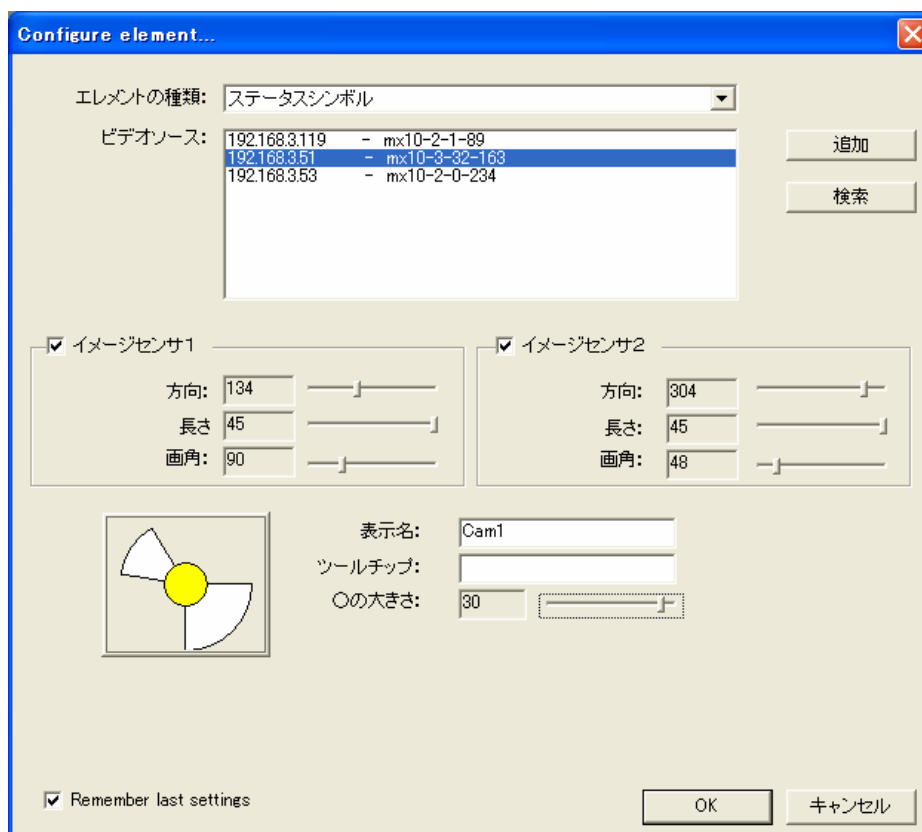 Configure element...
エレメントの種類: ステータスシンボル
ビデオソース: 192.168.3.119 - mx10-2-1-89
192.168.3.51 - mx10-3-32-163
192.168.3.53 - mx10-2-0-234
追加
検索
イメージセンサ1
方向: 134
長さ 45
画角: 90
イメージセンサ2
方向: 304
長さ: 45
画角: 48
表示名: Cam1
ツールチップ:
○の大きさ: 30
Remember last settings
OK
キャンセル